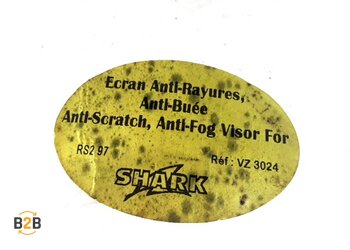 Ecran Anti-Rayures,
Anti-Buée
Anti-Scratch, Anti-Fog Visor For
RS2 97
Réf : VZ 3024
SHARK
B2B